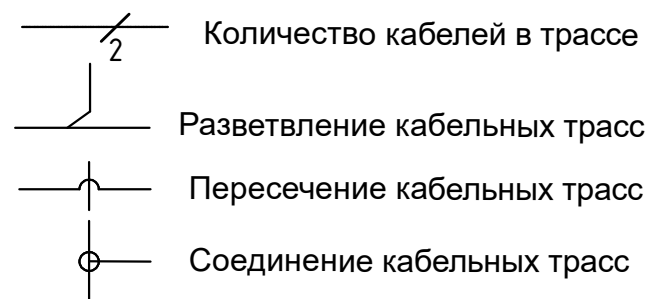 Количество кабелей в трассе
2
Разветвление кабельных трасс
Пересечение кабельных трасс
Соединение кабельных трасс